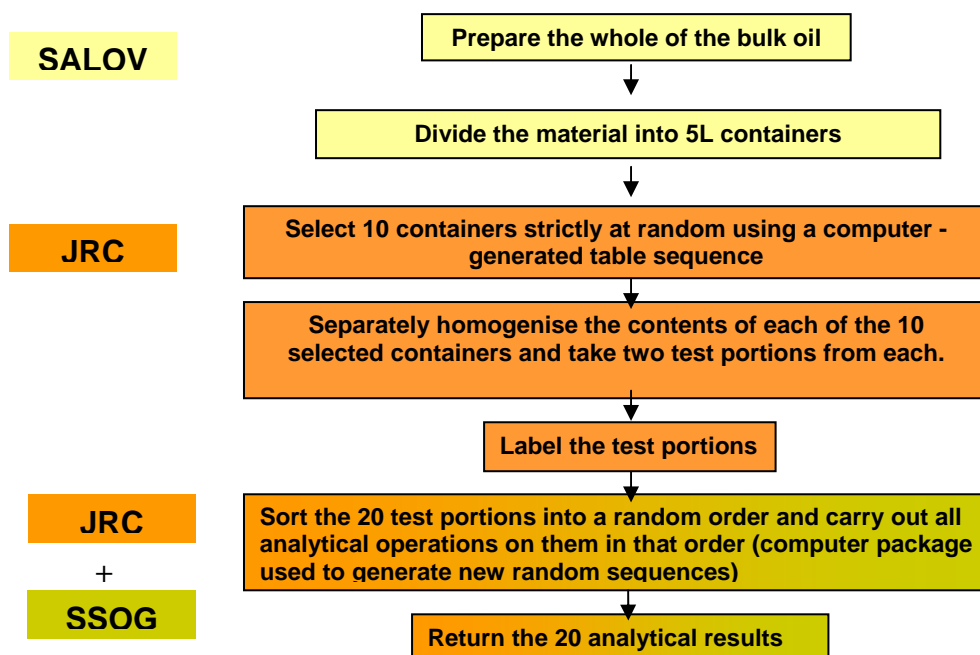 SALOV
Prepare the whole of the bulk oil
Divide the material into 5L containers
JRC
Select 10 containers strictly at random using a computer -
generated table sequence
Separately homogenise the contents of each of the 10
selected containers and take two test portions from each.
Label the test portions
JRC
+
SSOG
Sort the 20 test portions into a random order and carry out all
analytical operations on them in that order (computer package
used to generate new random sequences)
Return the 20 analytical results